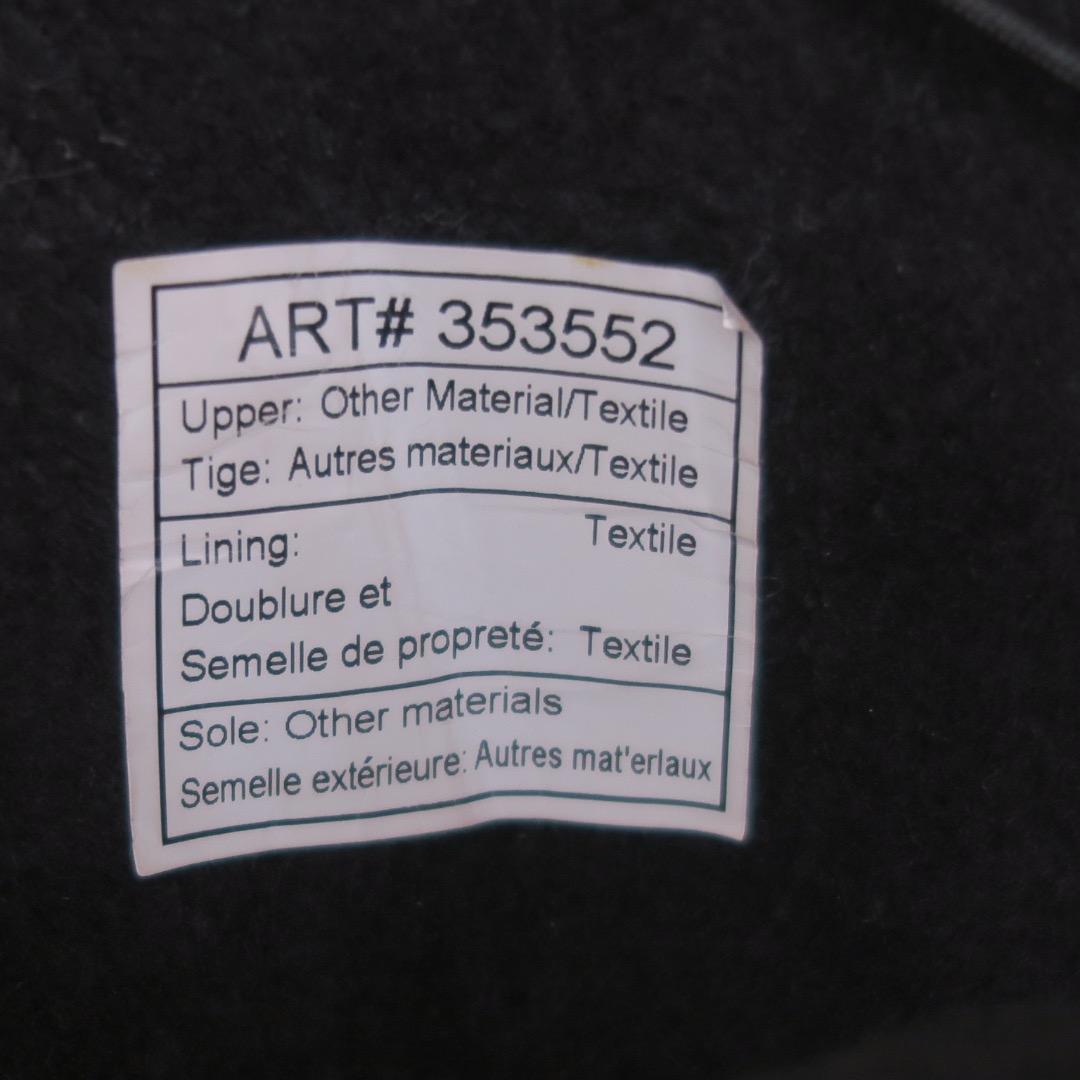 ART# 353552
Upper: Other Material/Textile
Tige: Autres materiaux/Textile
Lining: Textile
Doublure et
Semelle de propreté: Textile
Sole: Other materials
Semelle extérieure: Autres mat'erlaux